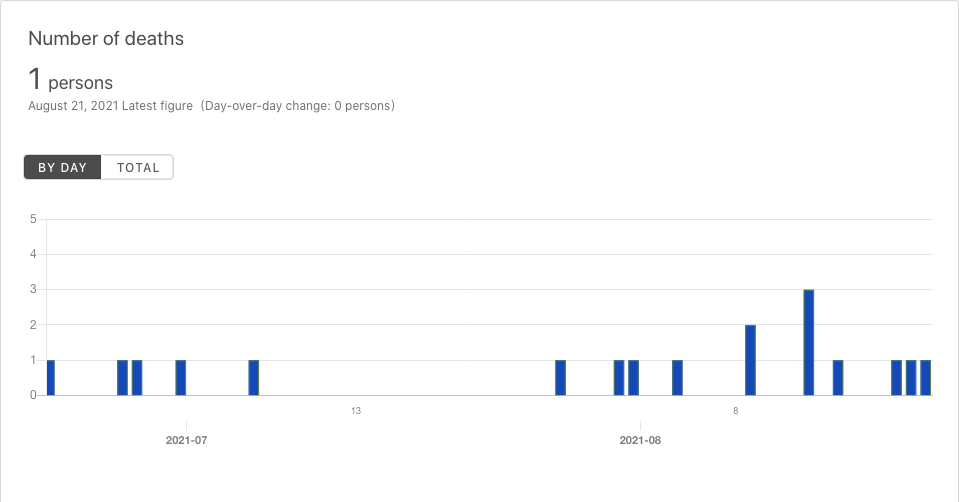 Number of deaths
1 persons
August 21, 2021 Latest figure (Day-over-day change: 0 persons)
BY DAY TOTAL
5
4
3
2
1
0
13 8
2021-07 2021-08